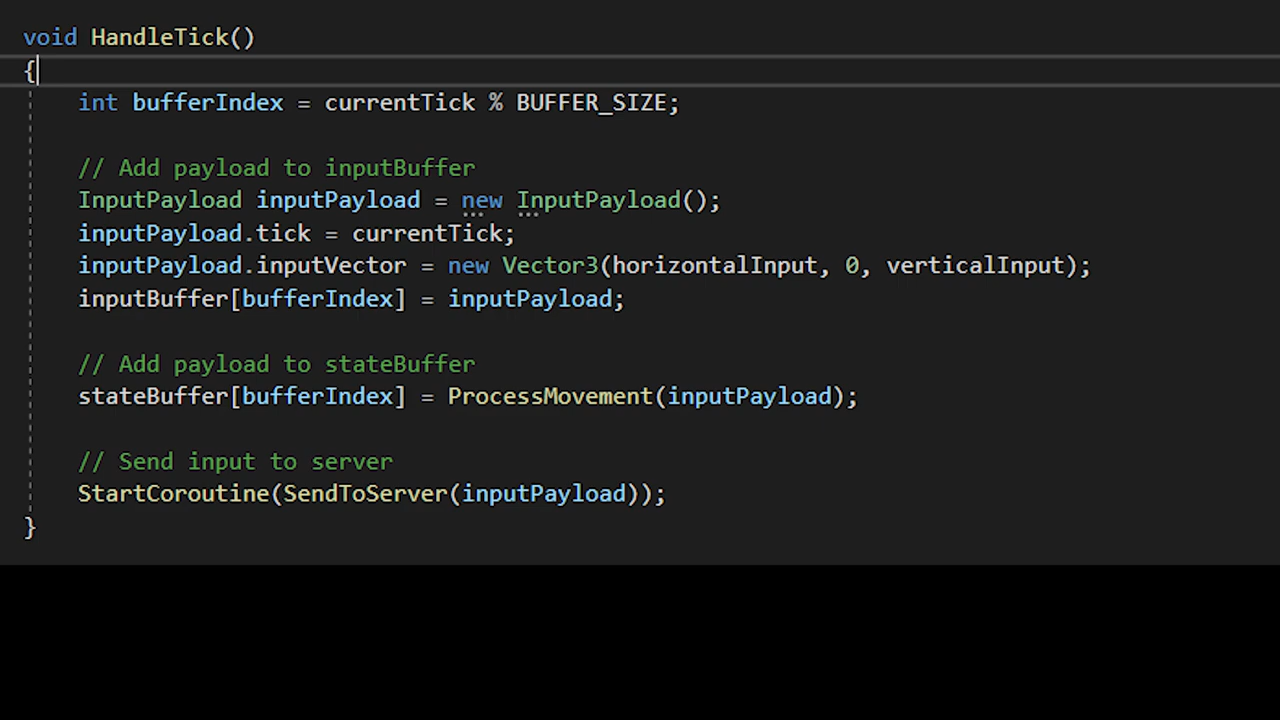 void HandleTick()
{
int bufferIndex = currentTick % BUFFER_SIZE;
// Add payload to inputBuffer
InputPayload inputPayload = new InputPayload();
inputPayload.tick = currentTick;
inputPayload.inputVector = new Vector3(horizontalInput, 0, verticalInput);
inputBuffer[bufferIndex] = inputPayload;
// Add payload to stateBuffer
stateBuffer[bufferIndex] = ProcessMovement(inputPayload);
// Send input to server
StartCoroutine(SendToServer(inputPayload));
}